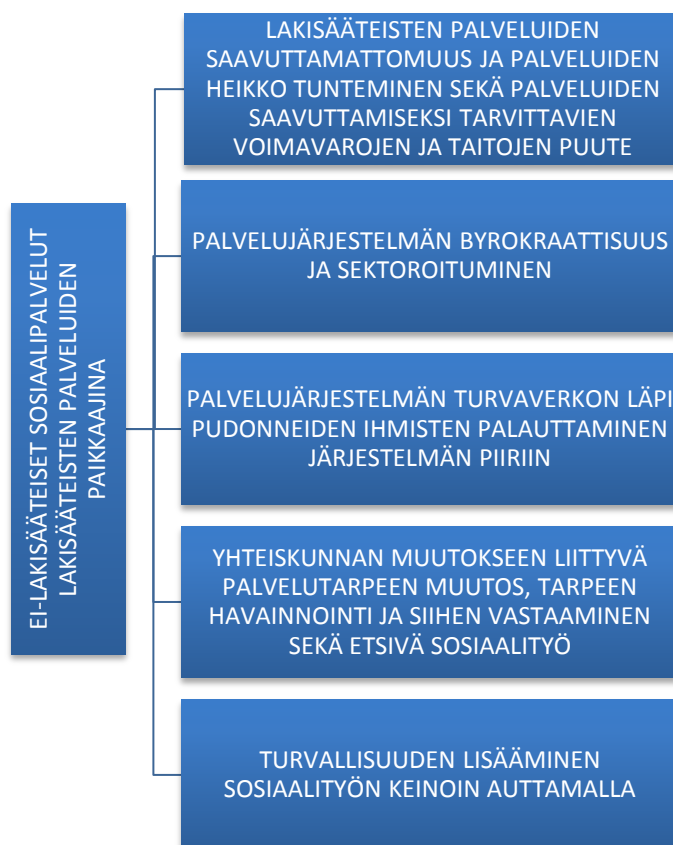 EI-LAKISÄÄTEISET SOSIAALIPALVELUT
LAKISÄÄTEISTEN PALVELUIDEN
PAIKKAAJINA
LAKISÄÄTEISTEN PALVELUIDEN
SAAVUTTAMATTOMUUS JA PALVELUIDEN
HEIKKO TUNTEMINEN SEKÄ PALVELUIDEN
SAAVUTTAMISEKSI TARVITTAVIEN
VOIMAVAROJEN JA TAITOJEN PUUTE
PALVELUJÄRJESTELMÄN BYROKRAATTISUUS
JA SEKTOROITUMINEN
PALVELUJÄRJESTELMÄN TURVAVERKON LÄPI
PUDONNEIDEN IHMISTEN PALAUTTAMINEN
JÄRJESTELMÄN PIIRIIN
YHTEISKUNNAN MUUTOKSEEN LIITTYVÄ
PALVELUTARPEEN MUUTOS, TARPEEN
HAVAINNOINTI JA SIIHEN VASTAAMINEN
SEKÄ ETSIVÄ SOSIAALITYÖ
TURVALLISUUDEN LISÄÄMINEN
SOSIAALITYÖN KEINOIN AUTTAMALLA